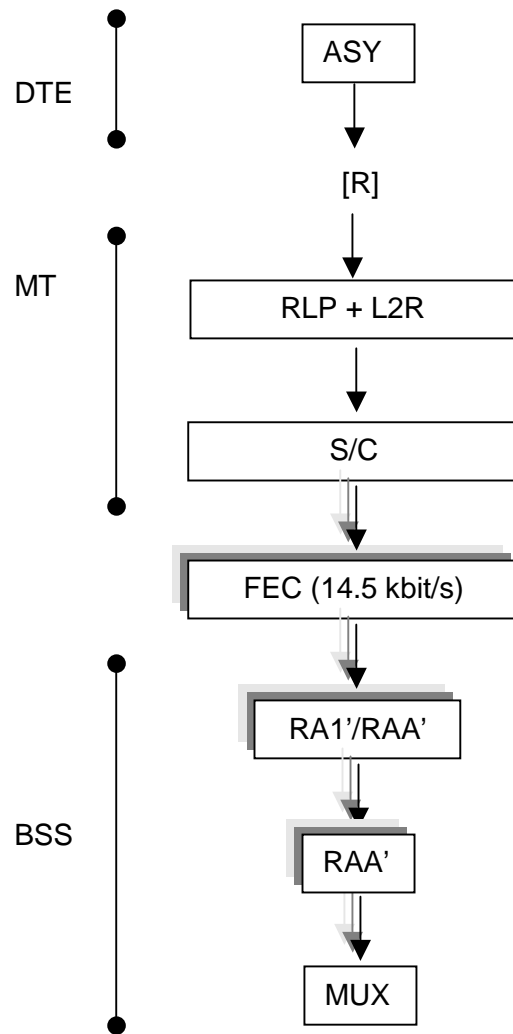 ASY
DTE
[R]
MT
RLP + L2R
S/C
FEC (14.5 kbit/s)
RA1’/RAA’
BSS
RAA’
MUX